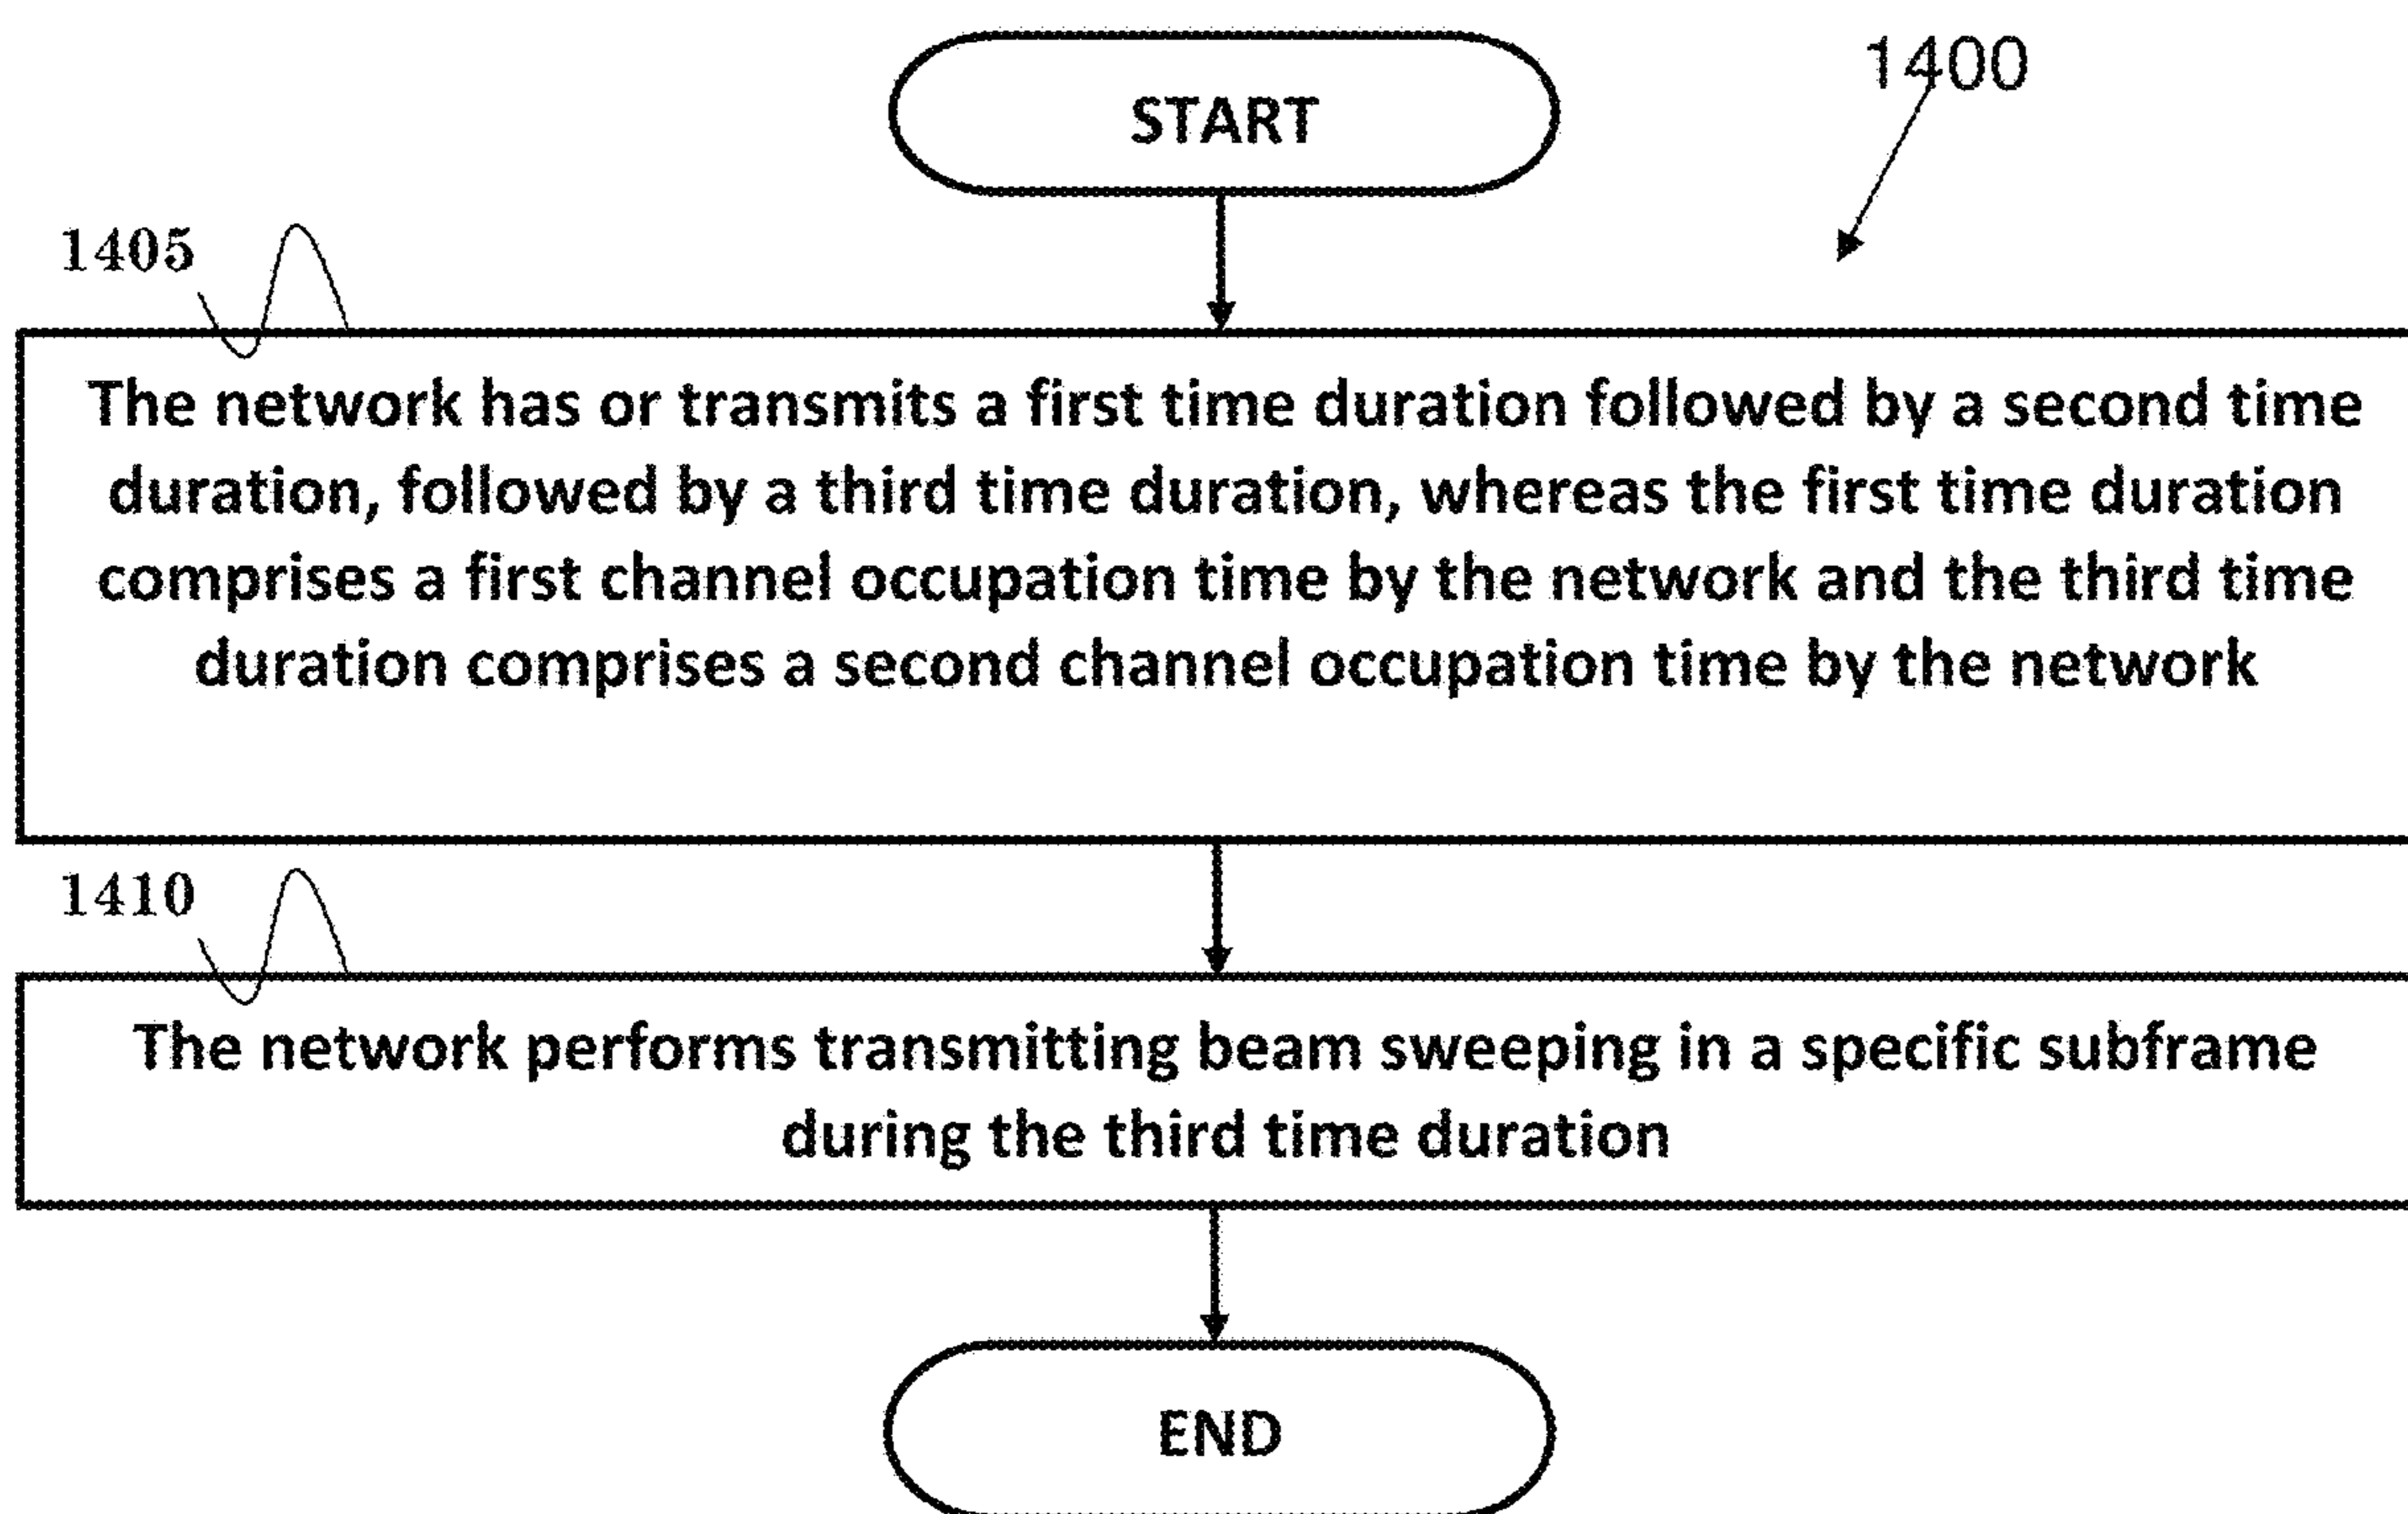 START
1400
1405
The network has or transmits a first time duration followed by a second time
duration, followed by a third time duration, whereas the first time duration
comprises a first channel occupation time by the network and the third time
duration comprises a second channel occupation time by the network
1410
The network performs transmitting beam sweeping in a specific subframe
during the third time duration
END